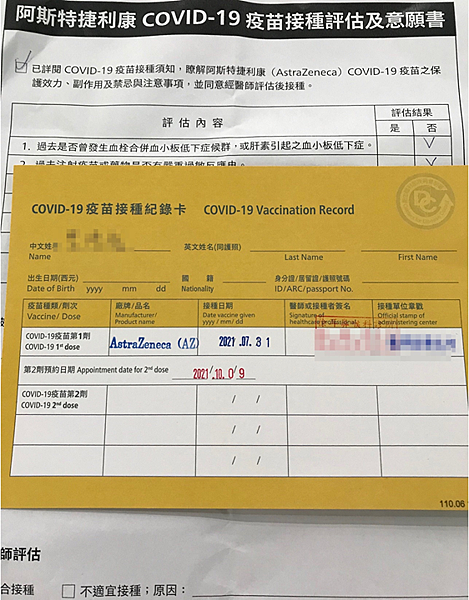 阿斯特捷利康 COVID-19 疫苗接種評估及意願書
已詳閱 COVID-19 疫苗接種須知，瞭解阿斯特捷利康（AstraZeneca）COVID-19 疫苗之保
護效力、副作用及禁忌與注意事項，並同意經醫師評估後接種。
評估內容 評估結果
是 否
1. 過去是否曾發生血栓合併血小板低下症候群，或肝素引起之血小板低下症。
COVID-19 疫苗接種紀錄卡 COVID-19 Vaccination Record
中文姓名 英文姓名(同護照)
Name Last Name First Name
出生日期(西元) 國籍 身分證/居留證/護照號碼
Date of Birth yyyy mm dd Nationality ID/ARC/passport No.
疫苗種類/劑次 廠牌/品名 接種日期 醫師或接種者簽名 接種單位章戳
Vaccine/ Dose Manufacturer/ Product name Date vaccine given yyyy / mm / dd Signature healthcare professional Official stamp of administering center
COVID-19疫苗第1劑 AstraZeneca (AZ) 2021.07.31
COVID-19 1st dose
第2劑預約日期 Appointment date for 2nd dose 2021/.10.0/9
COVID-19疫苗第2劑 / /
COVID-19 2nd dose
/ /
/ /
110.06
師評估
合接種 不適宜接種；原因：